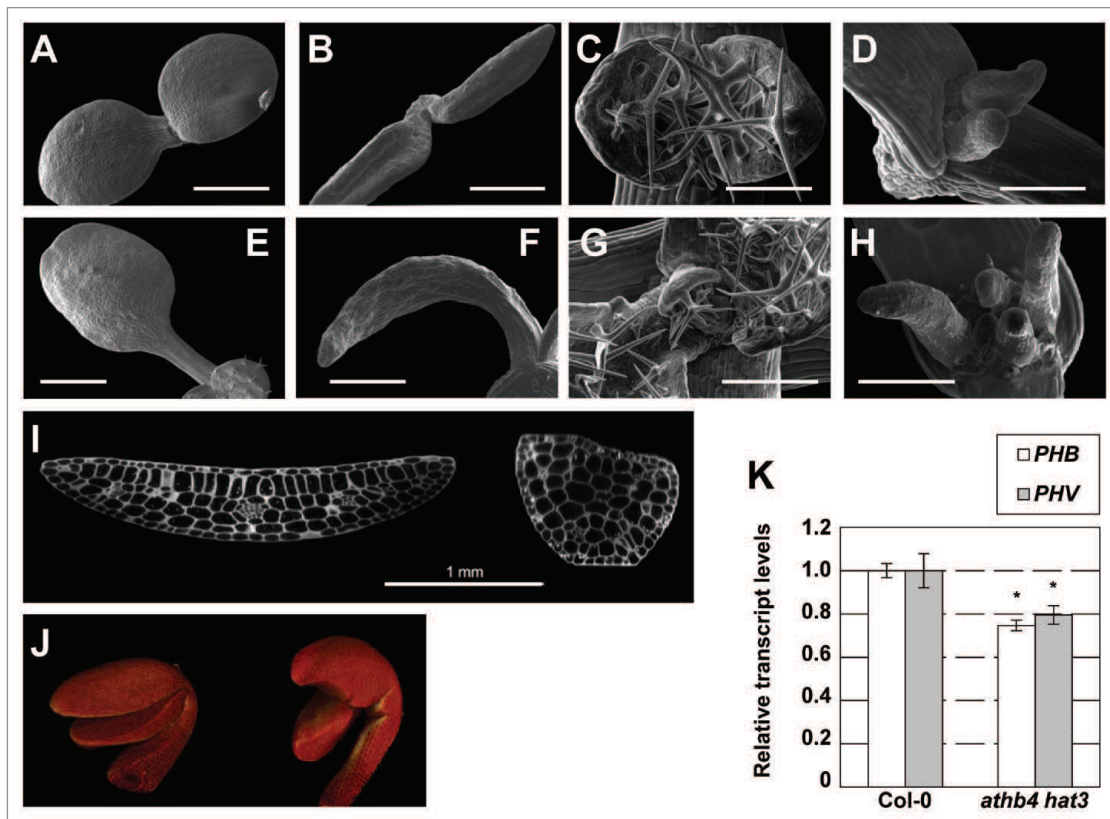 A B C D
E F G H
I
1 mm
J
K
PHB
PHV
Relative transcript levels
1.2
1.0
0.8
0.6
0.4
0.2
0
* *
Col-0 athb4 hat3